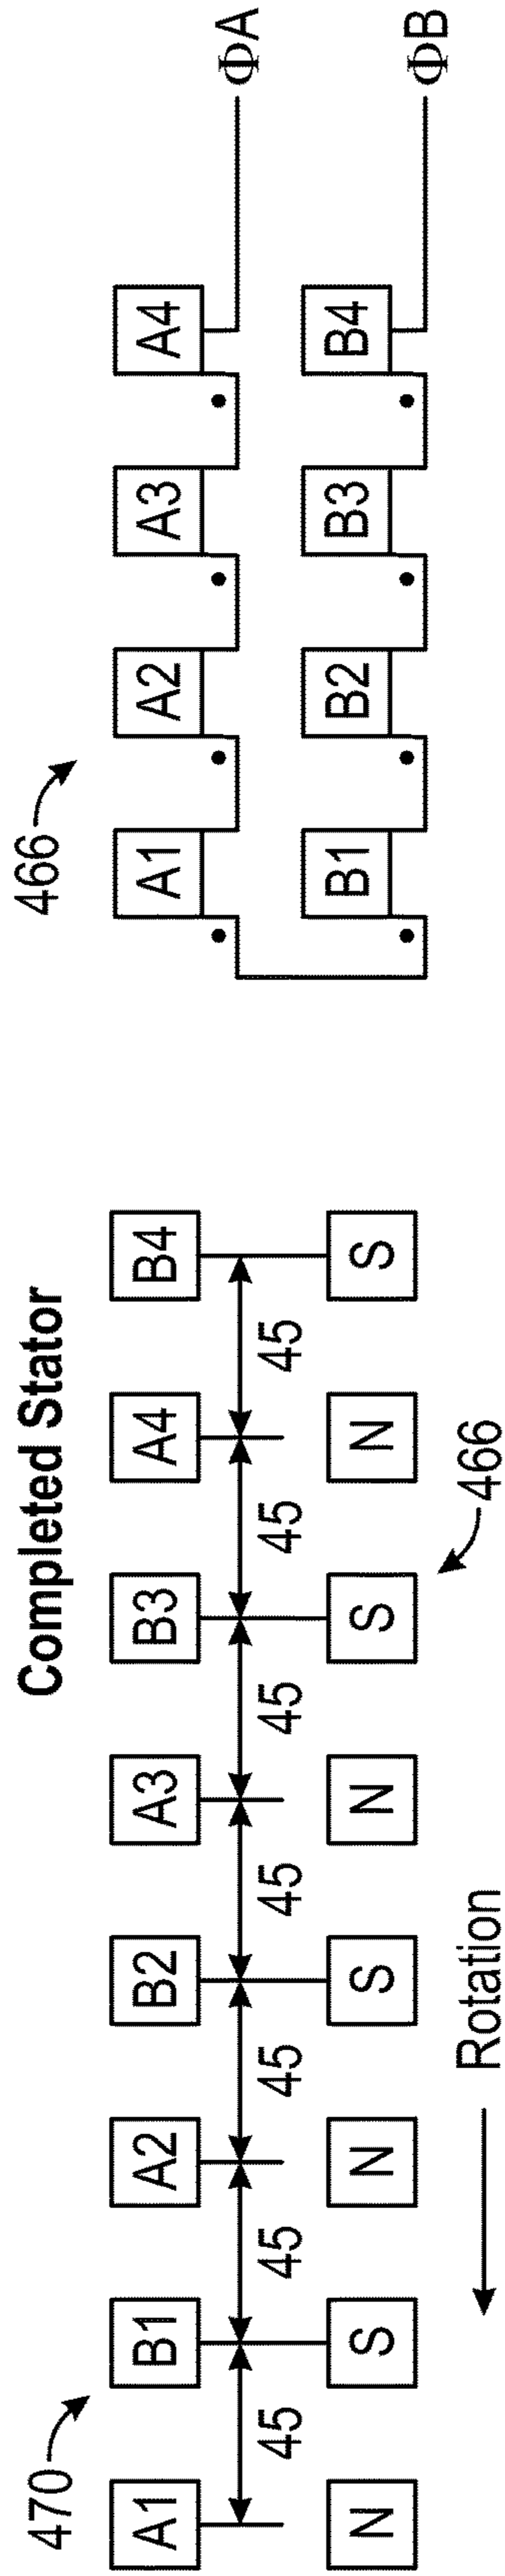 Completed Stator
470
A1 B1 A2 B2 A3 B3 A4 B4
45 45 45 45 45 45 45
N S N S N S N S
Rotation
466
466
A1 A2 A3 A4
ΦA
B1 B2 B3 B4
ΦB